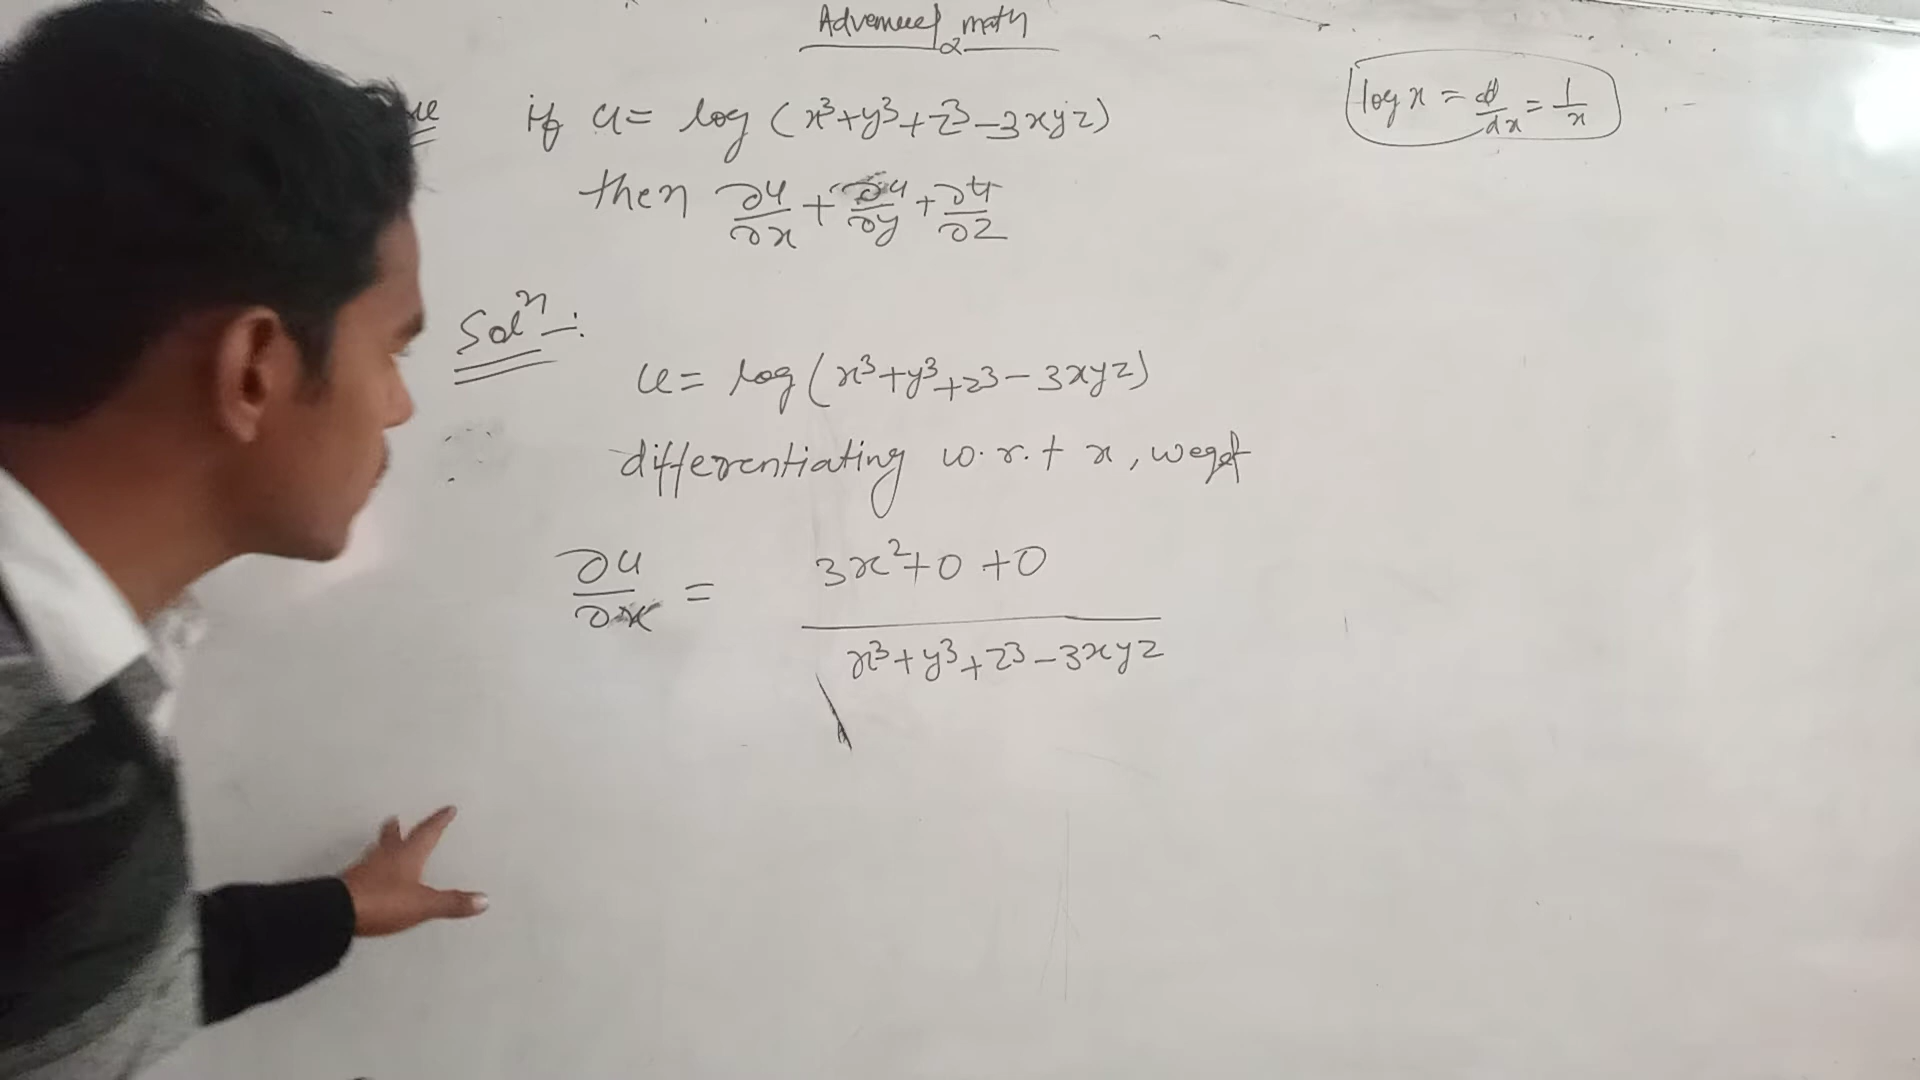 Advenced math
log x = d/dx = 1/x
if u = log (x³+y³+z³-3xyz)
then ∂u/∂x + ∂u/∂y + ∂u/∂z
Solⁿ :-
u = log (x³+y³+z³-3xyz)
differentiating w.r.t x, we get
∂u/∂x = 3x²+0+0 / x³+y³+z³-3xyz